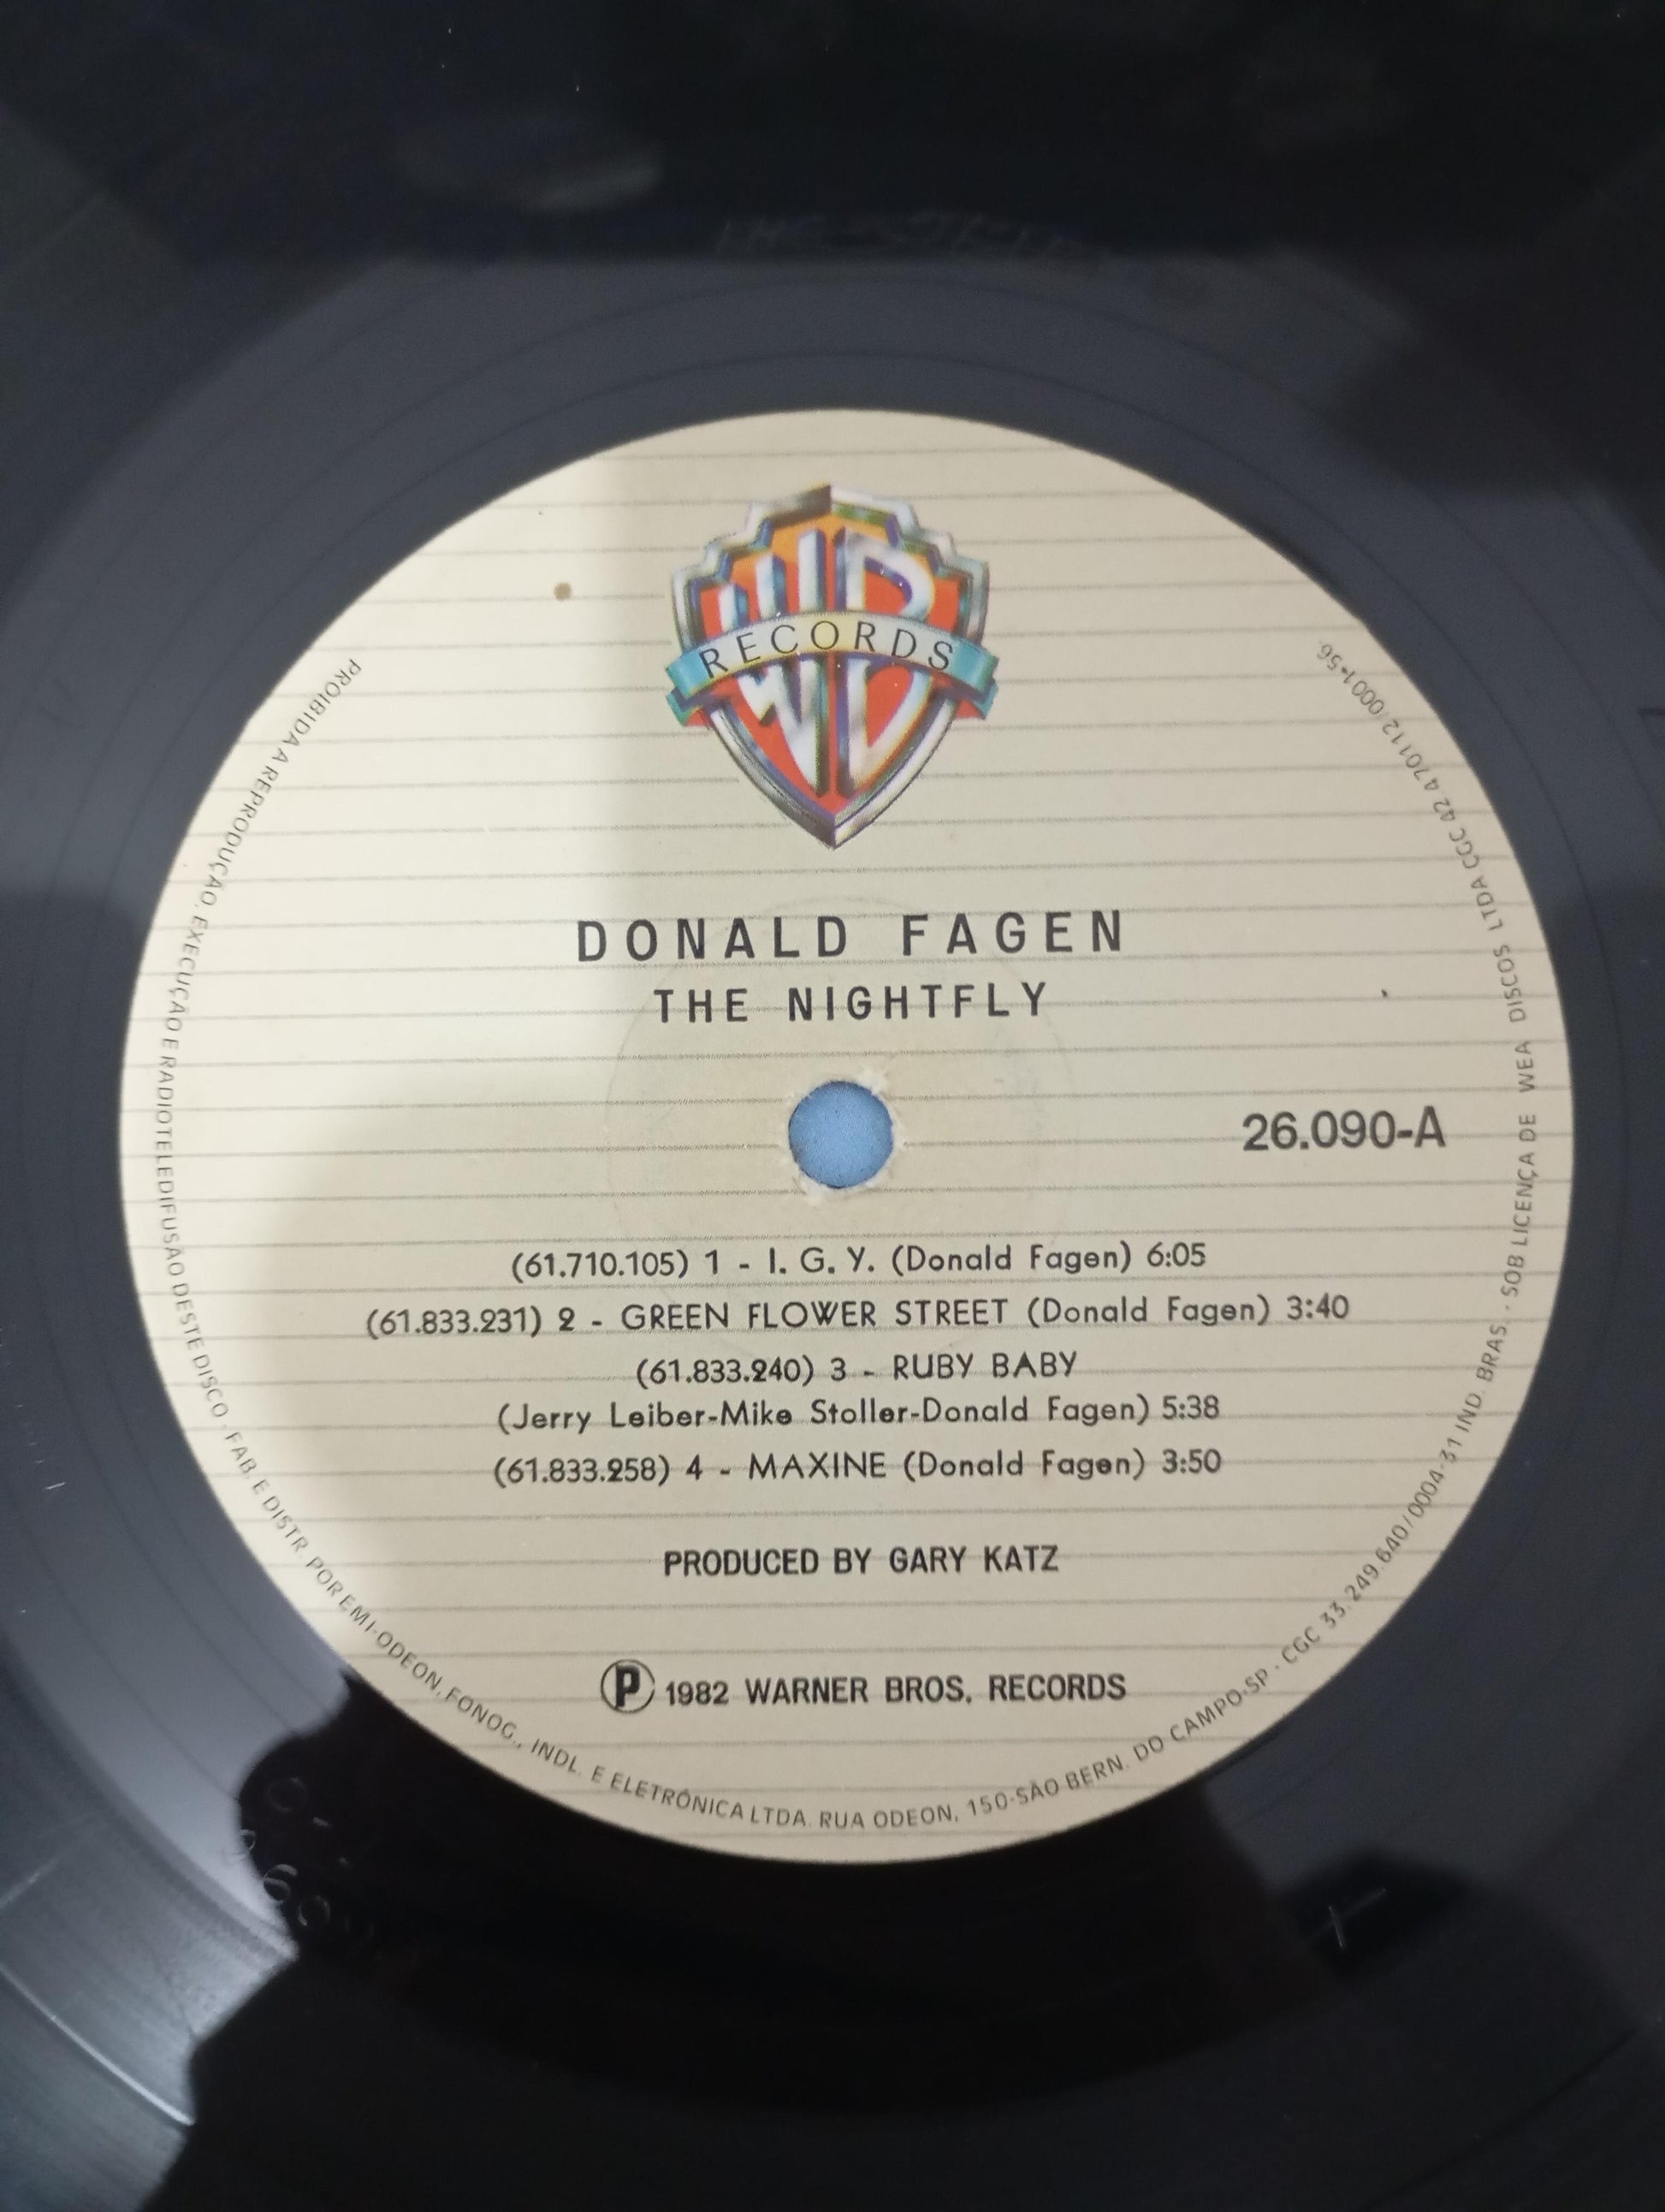 WB
RECORDS
DONALD FAGEN
THE NIGHTFLY
26.090-A
(61.710.105) 1 - I. G. Y. (Donald Fagen) 6:05
(61.833.231) 2 - GREEN FLOWER STREET (Donald Fagen) 3:40
(61.833.240) 3 - RUBY BABY
(Jerry Leiber-Mike Stoller-Donald Fagen) 5:38
(61.833.258) 4 - MAXINE (Donald Fagen) 3:50
PRODUCED BY GARY KATZ
Ⓟ 1982 WARNER BROS. RECORDS
PROIBIDA A REPRODUÇÃO, EXECUÇÃO E RADIOTELEDIFUSÃO DESTE DISCO · FAB. E DISTR. POR EMI-ODEON, FONOG., INDL. E ELETRÔNICA LTDA. RUA ODEON, 150-SÃO BERN. DO CAMPO-SP · CGC 33.249.640/0004-31 IND. BRAS. · SOB LICENÇA DE WEA DISCOS LTDA CGC 42.470112/0001-56